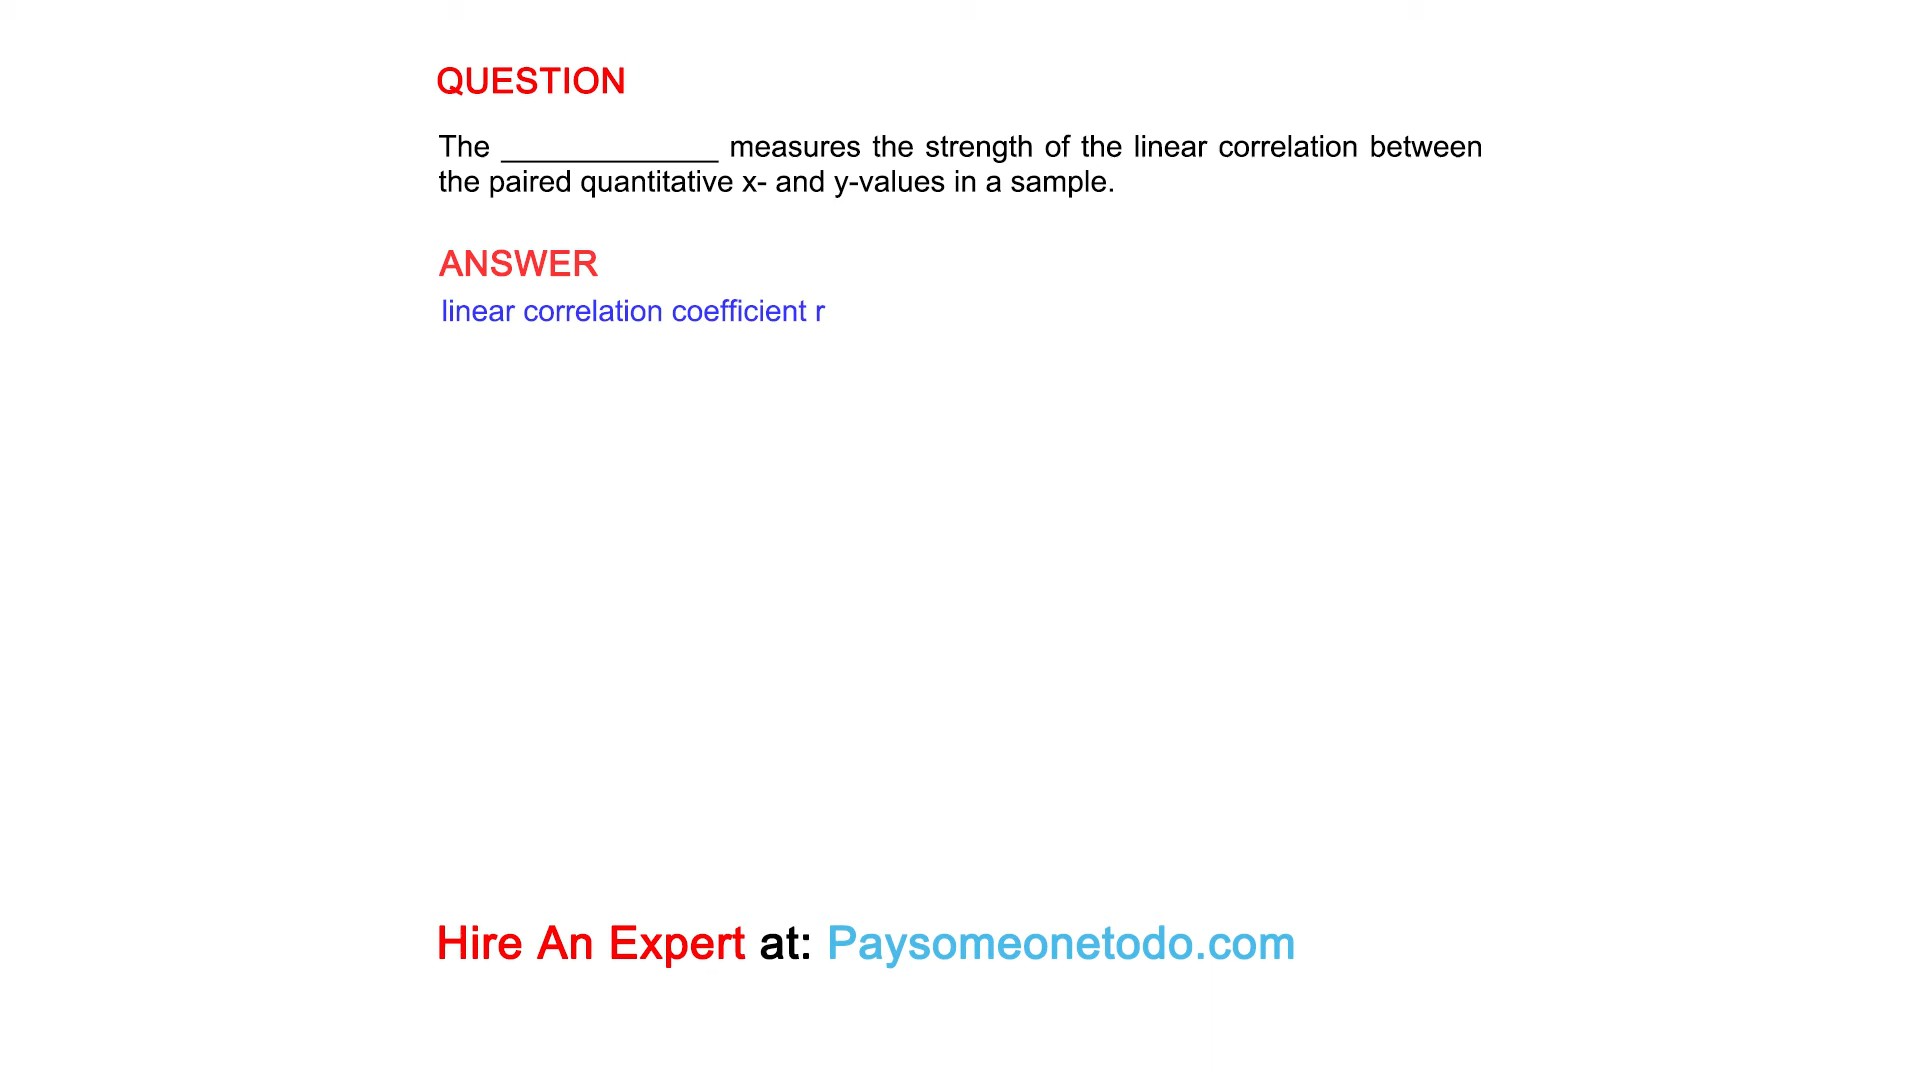 QUESTION
The _____________ measures the strength of the linear correlation between
the paired quantitative x- and y-values in a sample.
ANSWER
linear correlation coefficient r
Hire An Expert at: Paysomeonetodo.com